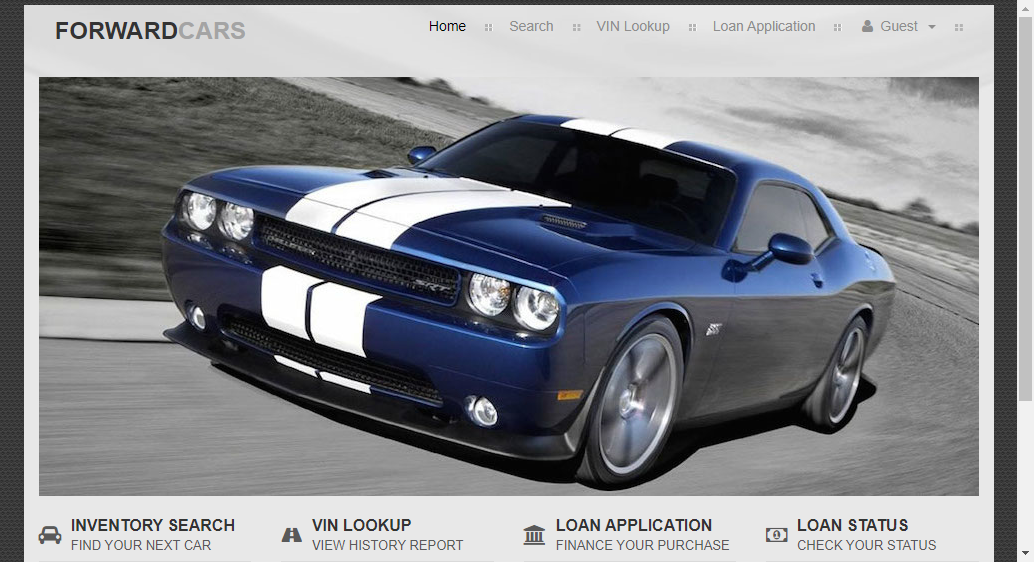 FORWARDCARS
Home
Search
VIN Lookup
Loan Application
Guest
INVENTORY SEARCH
FIND YOUR NEXT CAR
VIN LOOKUP
VIEW HISTORY REPORT
LOAN APPLICATION
FINANCE YOUR PURCHASE
LOAN STATUS
CHECK YOUR STATUS